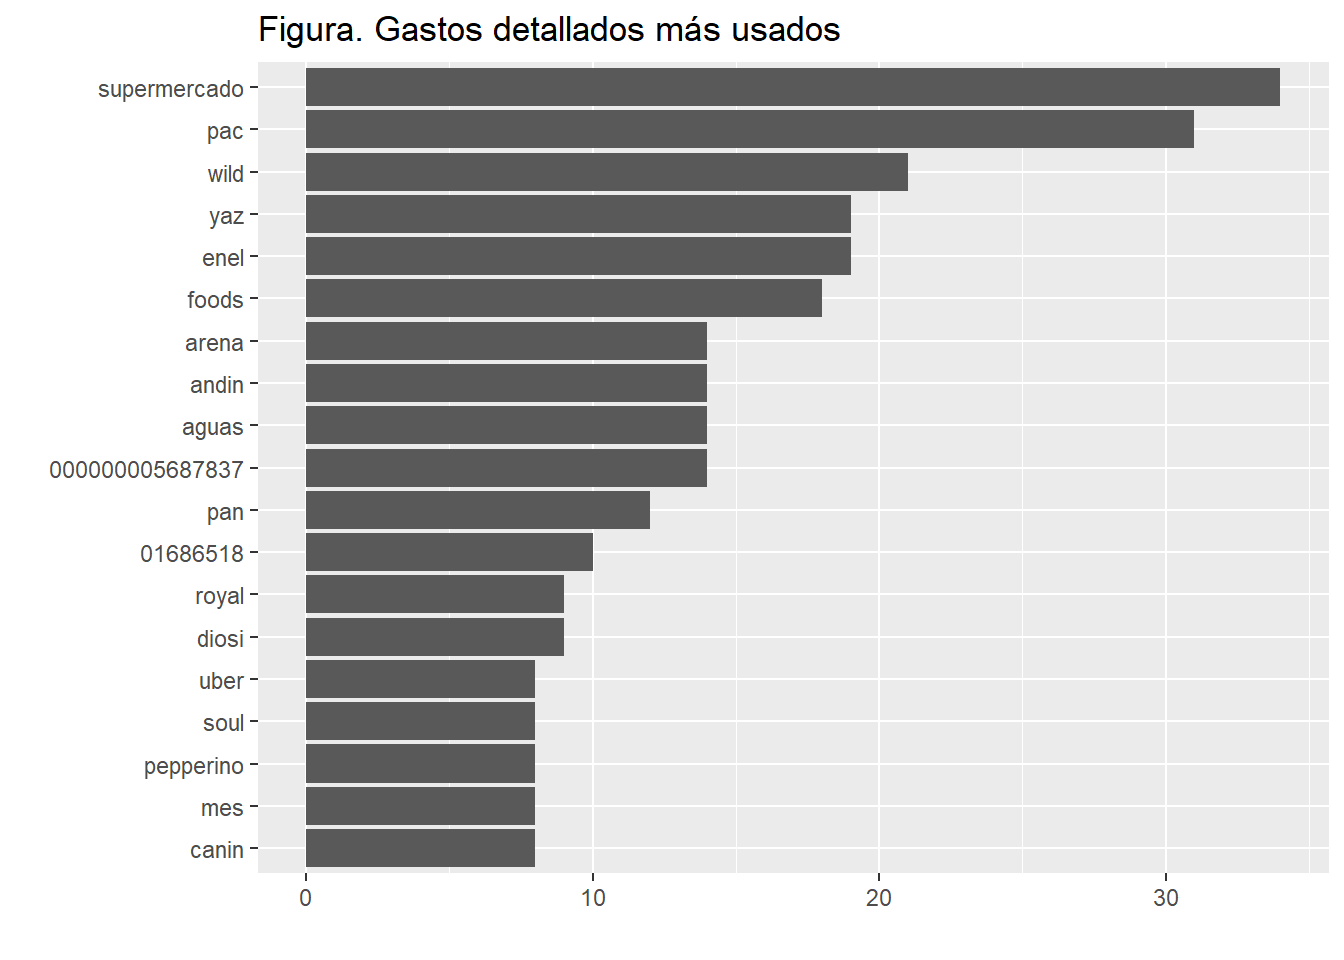 Figura. Gastos detallados más usados
supermercado
pac
wild
yaz
enel
foods
arena
andin
aguas
000000005687837
pan
01686518
royal
diosi
uber
soul
pepperino
mes
canin
0 10 20 30